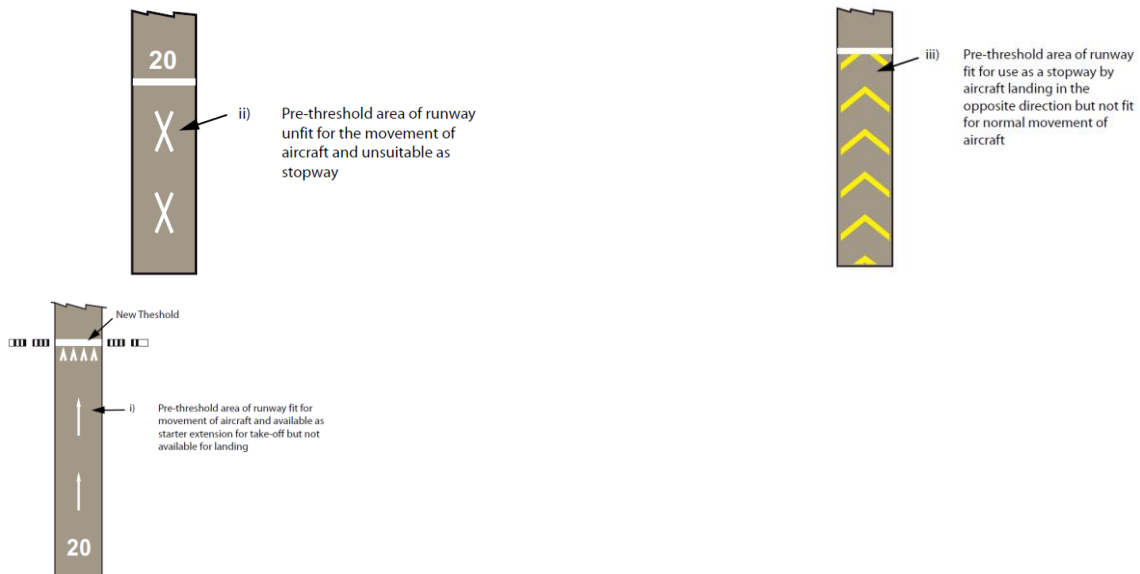 20
ii) Pre-threshold area of runway
unfit for the movement of
aircraft and unsuitable as
stopway
iii) Pre-threshold area of runway
fit for use as a stopway by
aircraft landing in the
opposite direction but not fit
for normal movement of
aircraft
New Theshold
i) Pre-threshold area of runway fit for
movement of aircraft and available as
starter extension for take-off but not
available for landing
20